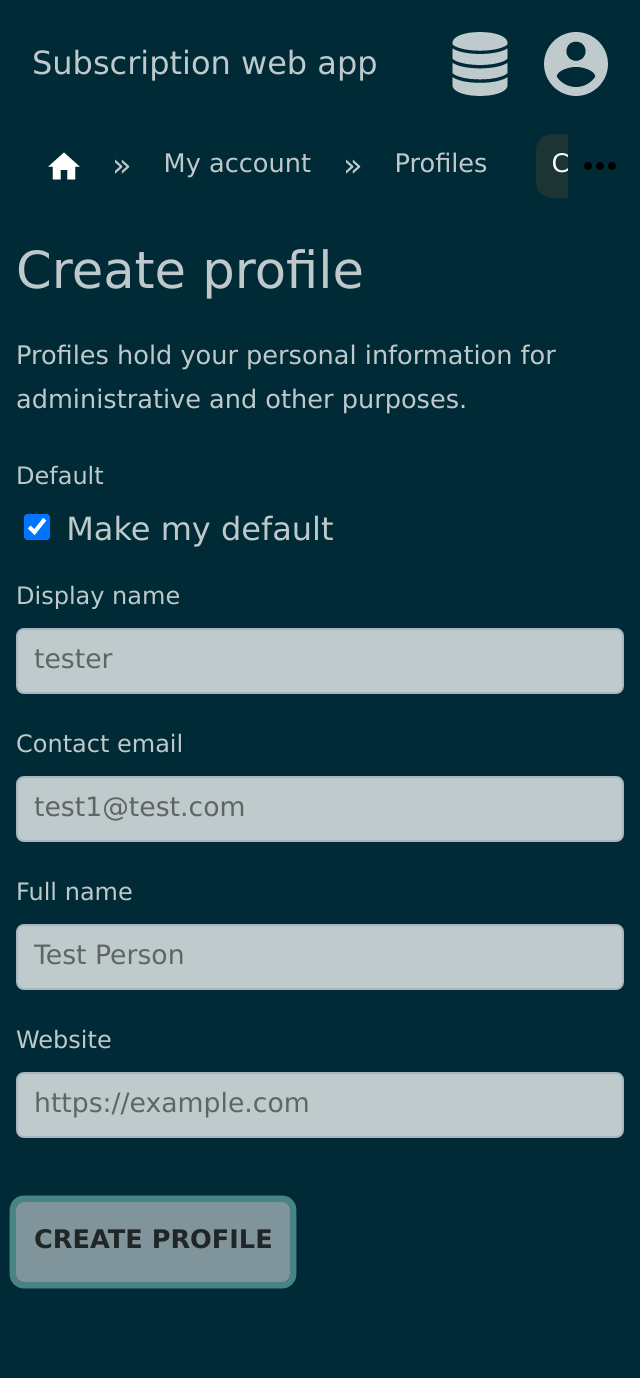 Subscription web app
» My account » Profiles C
Create profile
Profiles hold your personal information for
administrative and other purposes.
Default
Make my default
Display name
tester
Contact email
test1@test.com
Full name
Test Person
Website
https://example.com
CREATE PROFILE